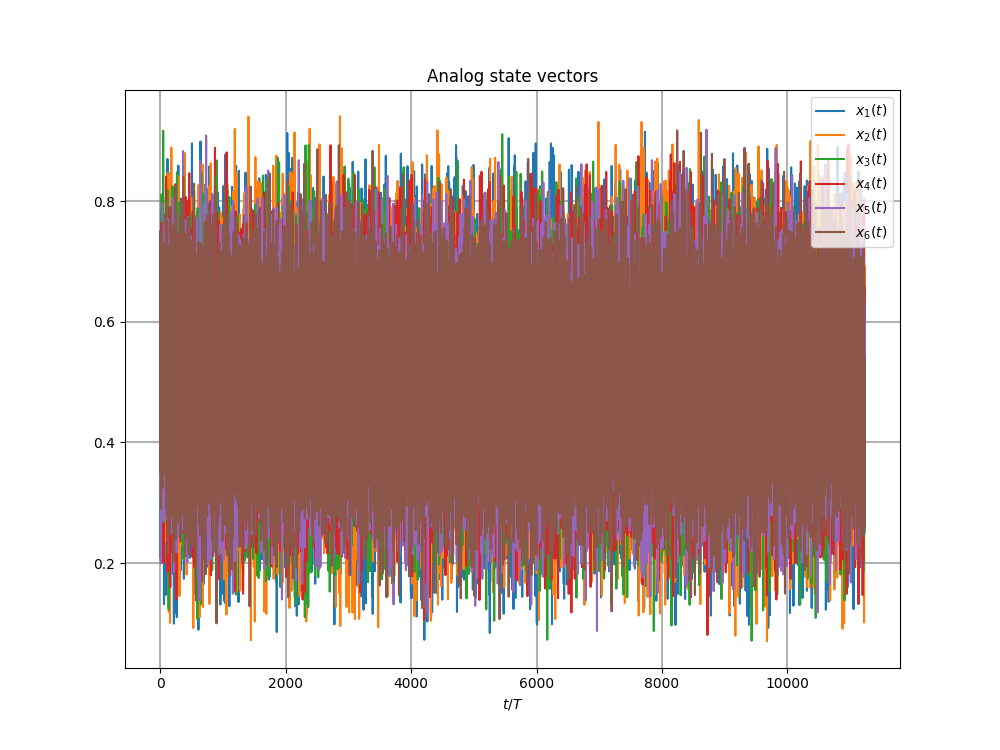 Analog state vectors
x₁(t)
x₂(t)
x₃(t)
x₄(t)
x₅(t)
x₆(t)
0.8
0.6
0.4
0.2
0 2000 4000 6000 8000 10000
t/T